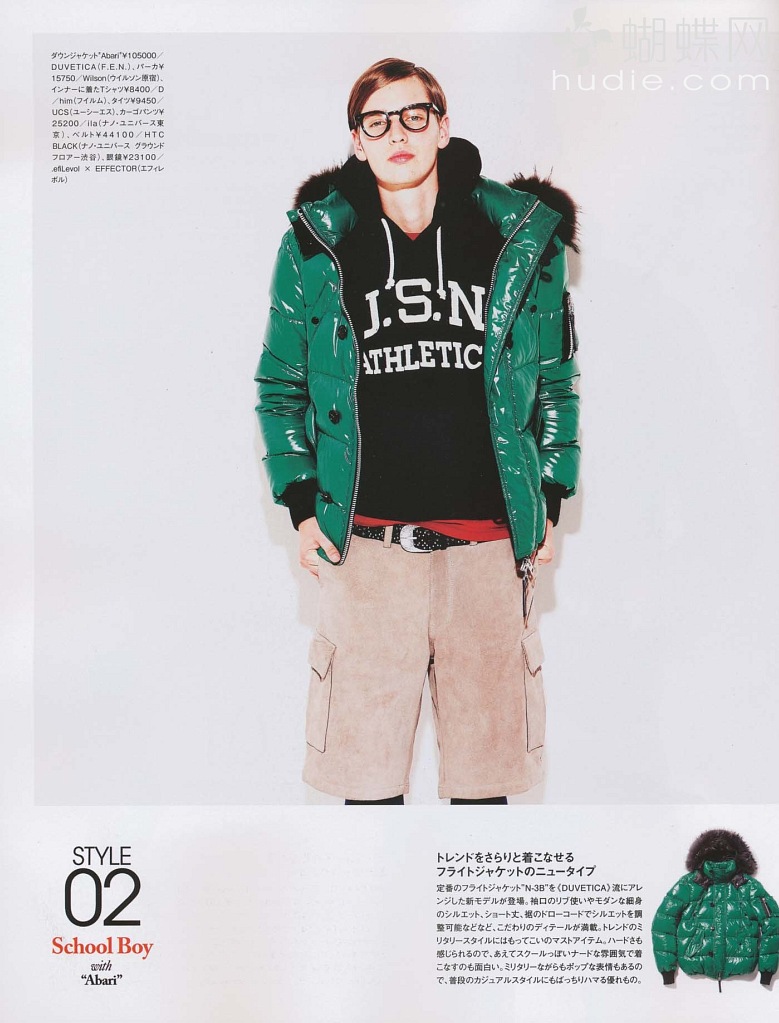 蝴蝶网
hudie.com
ダウンジャケット"Abari"¥105000／
DUVETICA（F.E.N.）、パーカ¥
15750／Wilson（ウイルソン原宿）、
インナーに着たTシャツ¥8400／D
／him（フイルム）、タイツ¥9450／
UCS（ユーシーエス）、カーゴパンツ¥
25200／ila（ナノ・ユニバース東
京）、ベルト¥44100／HTC
BLACK（ナノ・ユニバース グラウンド
フロアー渋谷）、眼鏡¥23100／
.efiLevol × EFFECTOR（エフィレ
ボル）
J.S.N
ATHLETIC
STYLE
02
School Boy
with
"Abari"
トレンドをさらりと着こなせる
フライトジャケットのニュータイプ
定番のフライトジャケット"N-3B"を〈DUVETICA〉流にアレ
ンジした新モデルが登場。袖口のリブ使いやモダンな細身
のシルエット、ショート丈、裾のドローコードでシルエットを調
整可能などなど、こだわりのディテールが満載。トレンドのミ
リタリースタイルにはもってこいのマストアイテム。ハードさも
感じられるので、あえてスクールっぽいナードな雰囲気で着
こなすのも面白い。ミリタリーながらもポップな表情もあるの
で、普段のカジュアルスタイルにもばっちりハマる優れもの。